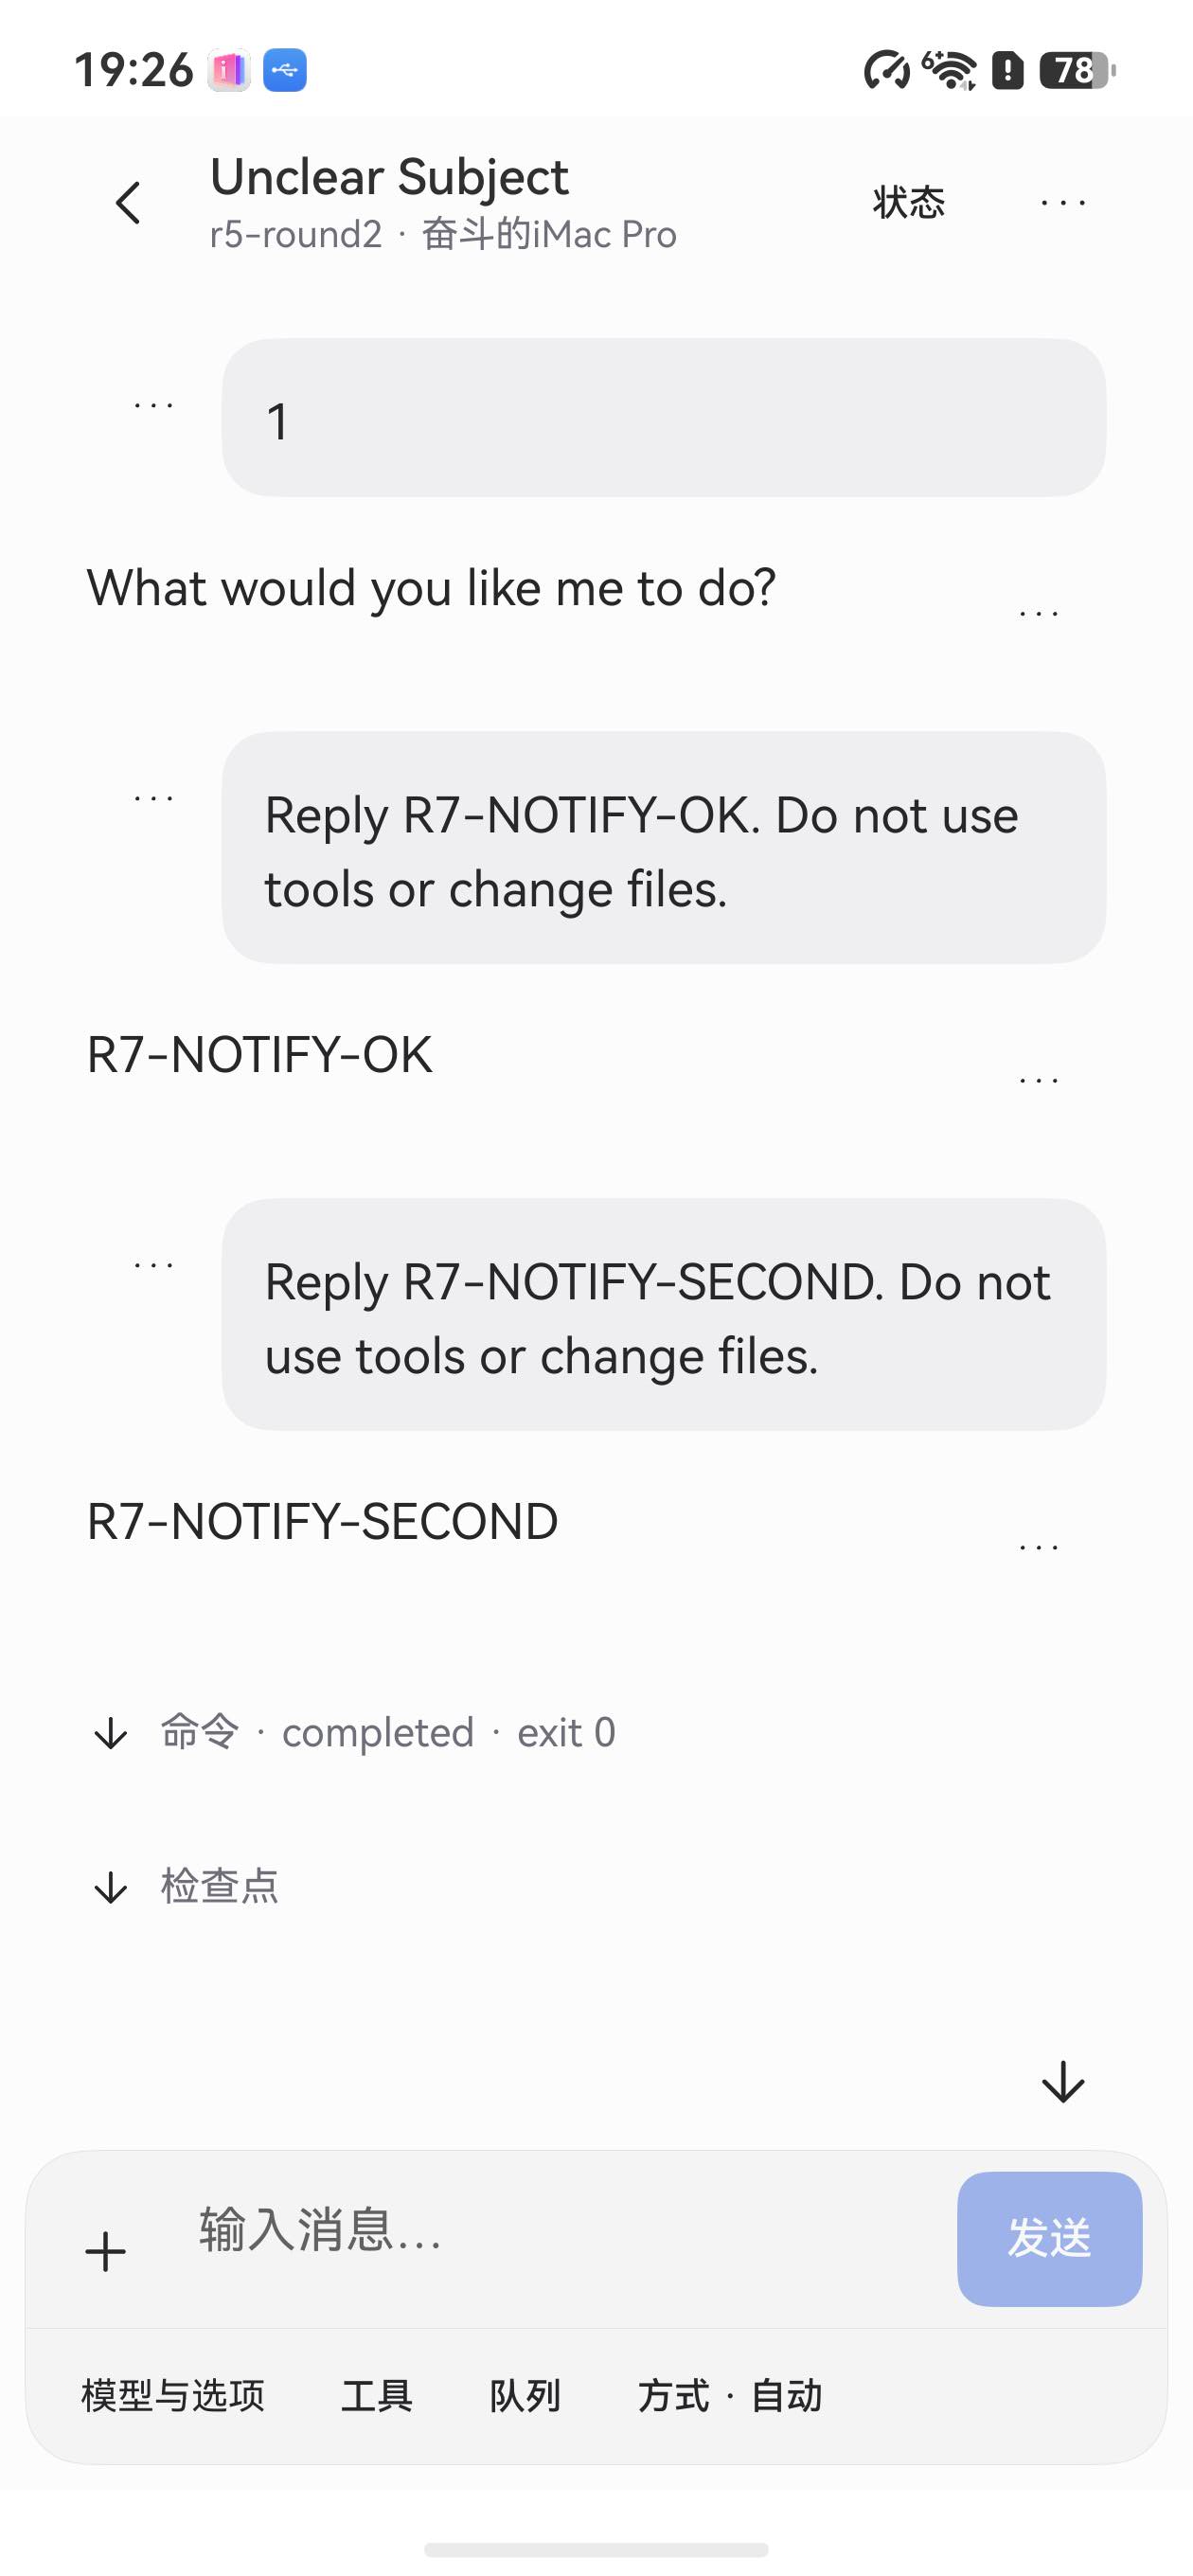 19:26
6+
78
Unclear Subject
r5-round2 · 奋斗的iMac Pro
状态
...
...
1
What would you like me to do?
...
...
Reply R7-NOTIFY-OK. Do not use
tools or change files.
R7-NOTIFY-OK
...
...
Reply R7-NOTIFY-SECOND. Do not
use tools or change files.
R7-NOTIFY-SECOND
...
命令 · completed · exit 0
检查点
输入消息...
发送
模型与选项
工具
队列
方式 · 自动